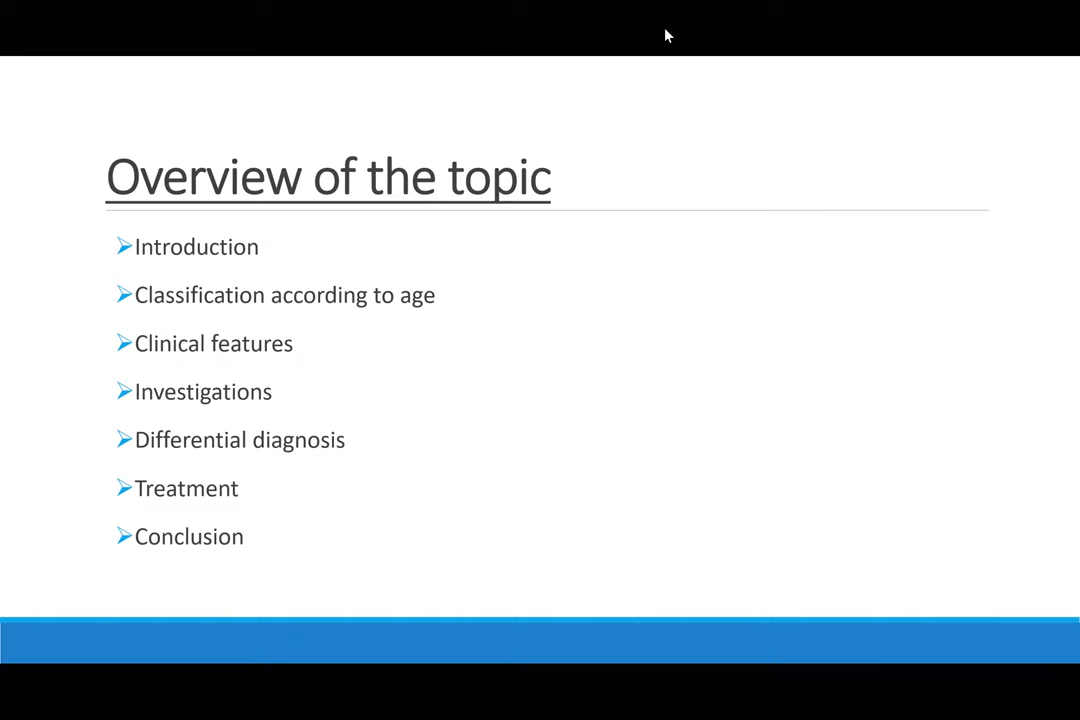 Overview of the topic
Introduction
Classification according to age
Clinical features
Investigations
Differential diagnosis
Treatment
Conclusion